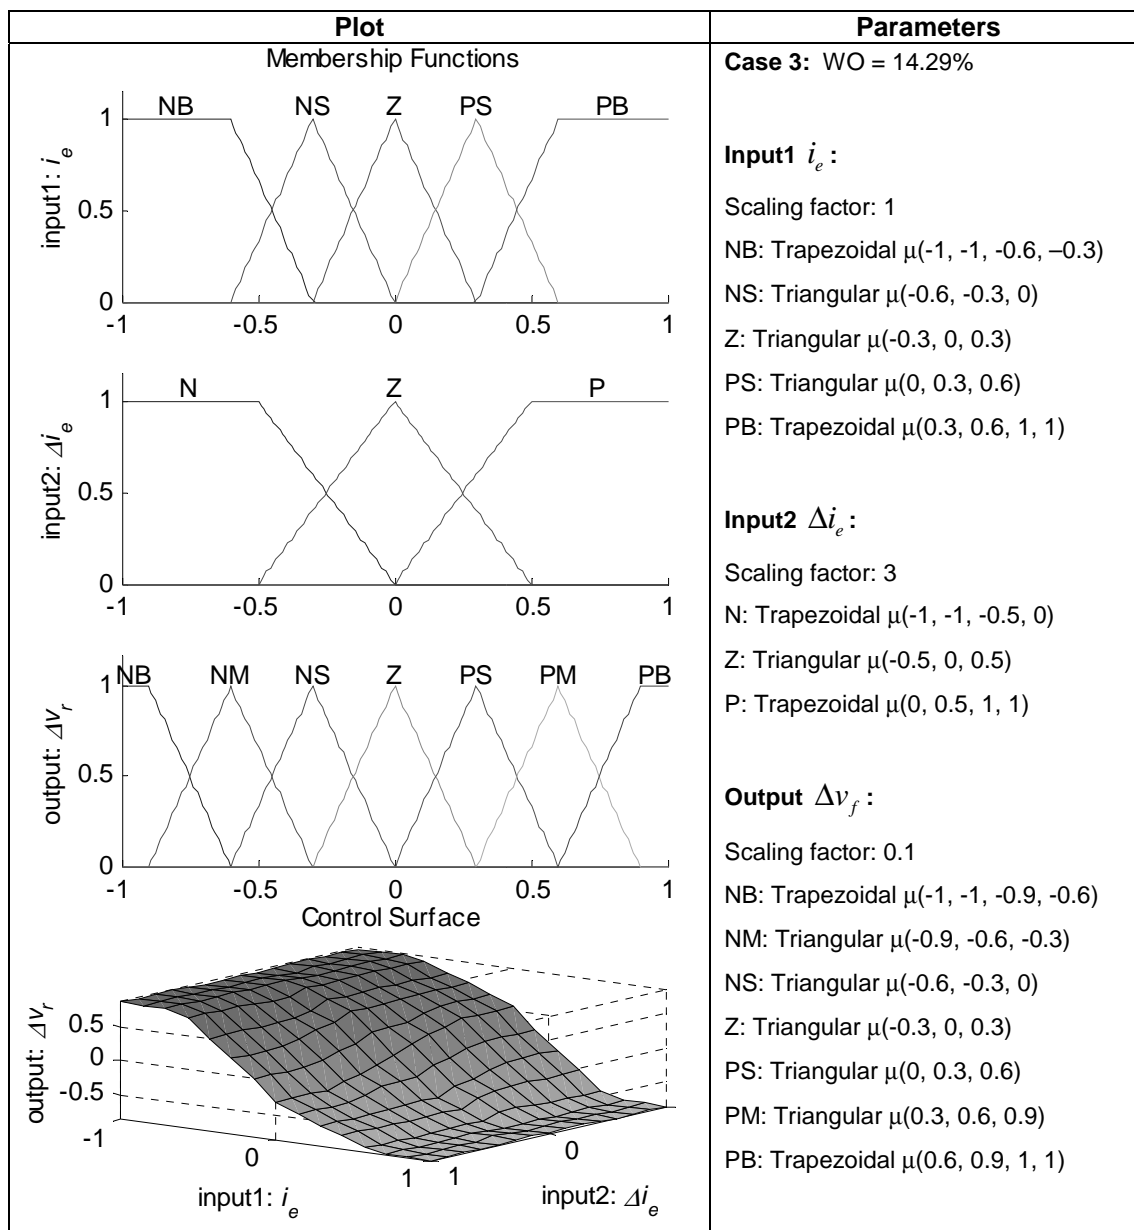 Plot
Parameters
Membership Functions
NB NS Z PS PB
1
0.5
0
-1 -0.5 0 0.5 1
input1: i_e
N Z P
1
0.5
0
-1 -0.5 0 0.5 1
input2: Δi_e
NB NM NS Z PS PM PB
1
0.5
0
-1 -0.5 0 0.5 1
output: Δv_r
Control Surface
0.5
0
-0.5
output: Δv_r
-1 0 1
input1: i_e
1 0
input2: Δi_e
Case 3: WO = 14.29%
Input1 i_e :
Scaling factor: 1
NB: Trapezoidal μ(-1, -1, -0.6, –0.3)
NS: Triangular μ(-0.6, -0.3, 0)
Z: Triangular μ(-0.3, 0, 0.3)
PS: Triangular μ(0, 0.3, 0.6)
PB: Trapezoidal μ(0.3, 0.6, 1, 1)
Input2 Δi_e :
Scaling factor: 3
N: Trapezoidal μ(-1, -1, -0.5, 0)
Z: Triangular μ(-0.5, 0, 0.5)
P: Trapezoidal μ(0, 0.5, 1, 1)
Output Δv_f :
Scaling factor: 0.1
NB: Trapezoidal μ(-1, -1, -0.9, -0.6)
NM: Triangular μ(-0.9, -0.6, -0.3)
NS: Triangular μ(-0.6, -0.3, 0)
Z: Triangular μ(-0.3, 0, 0.3)
PS: Triangular μ(0, 0.3, 0.6)
PM: Triangular μ(0.3, 0.6, 0.9)
PB: Trapezoidal μ(0.6, 0.9, 1, 1)